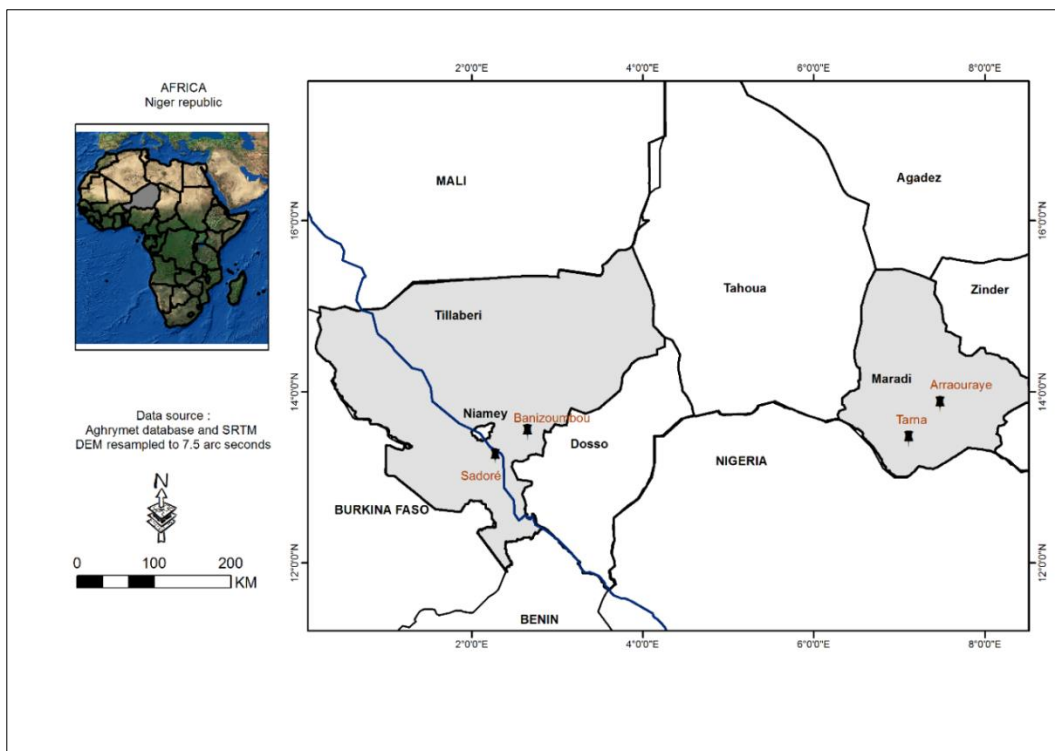 AFRICA
Niger republic
Data source :
Aghrymet database and SRTM
DEM resampled to 7.5 arc seconds
N
0 100 200
KM
2°0'0"E 4°0'0"E 6°0'0"E 8°0'0"E
16°0'0"N 16°0'0"N
14°0'0"N 14°0'0"N
12°0'0"N 12°0'0"N
MALI
Agadez
Tahoua
Zinder
Tillaberi
Maradi
Arraouraye
Niamey
Banizoumbou
Tama
Dosso
Sadoré
NIGERIA
BURKINA FASO
BENIN
2°0'0"E 4°0'0"E 6°0'0"E 8°0'0"E